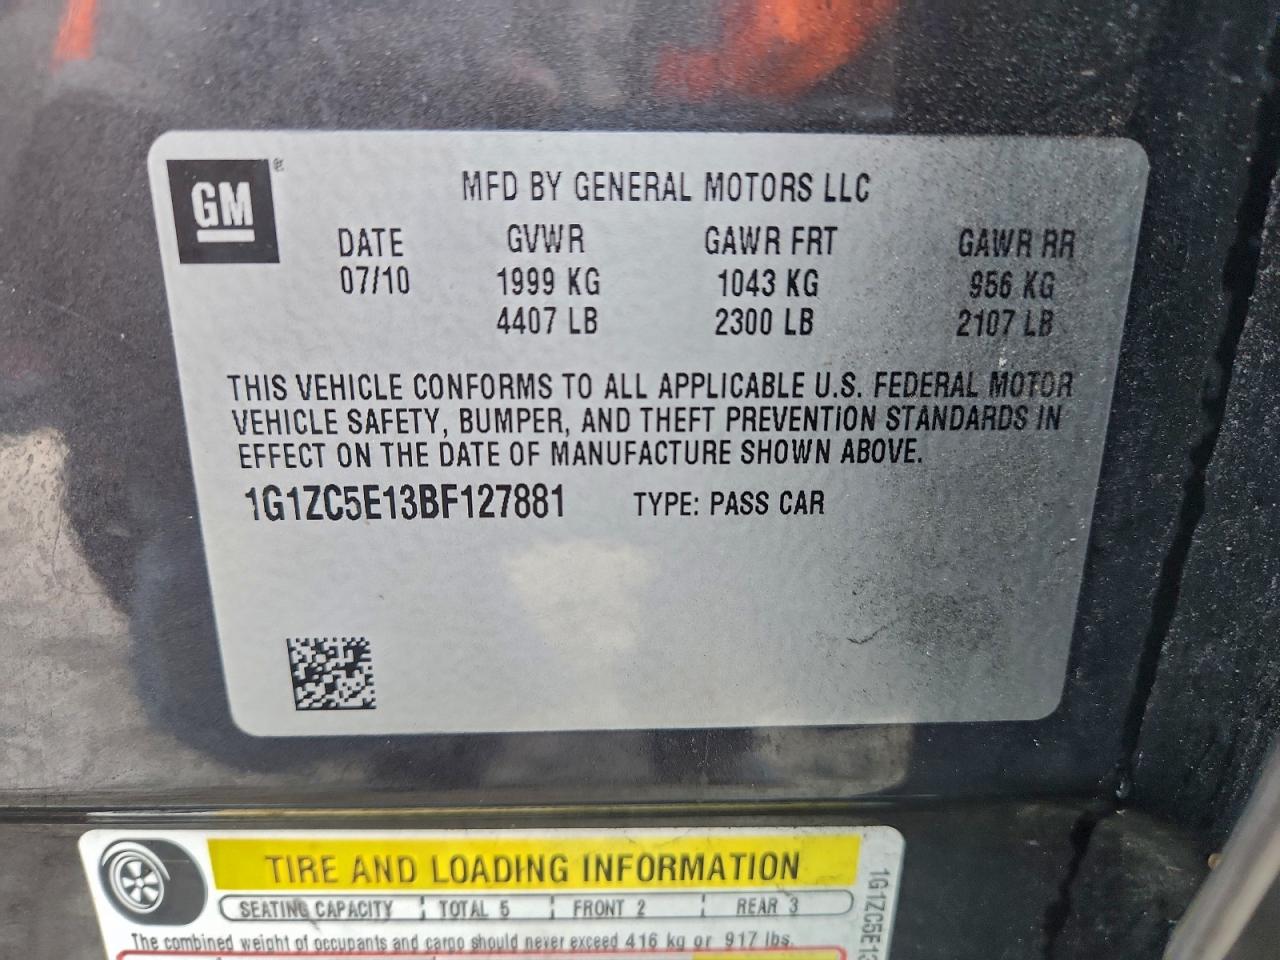 GM ®
MFD BY GENERAL MOTORS LLC
DATE GVWR GAWR FRT GAWR RR
07/10 1999 KG 1043 KG 956 KG
4407 LB 2300 LB 2107 LB
THIS VEHICLE CONFORMS TO ALL APPLICABLE U.S. FEDERAL MOTOR
VEHICLE SAFETY, BUMPER, AND THEFT PREVENTION STANDARDS IN
EFFECT ON THE DATE OF MANUFACTURE SHOWN ABOVE.
1G1ZC5E13BF127881 TYPE: PASS CAR
TIRE AND LOADING INFORMATION
SEATING CAPACITY TOTAL 5 FRONT 2 REAR 3
The combined weight of occupants and cargo should never exceed 416 kg or 917 lbs.
1G1ZC5E13